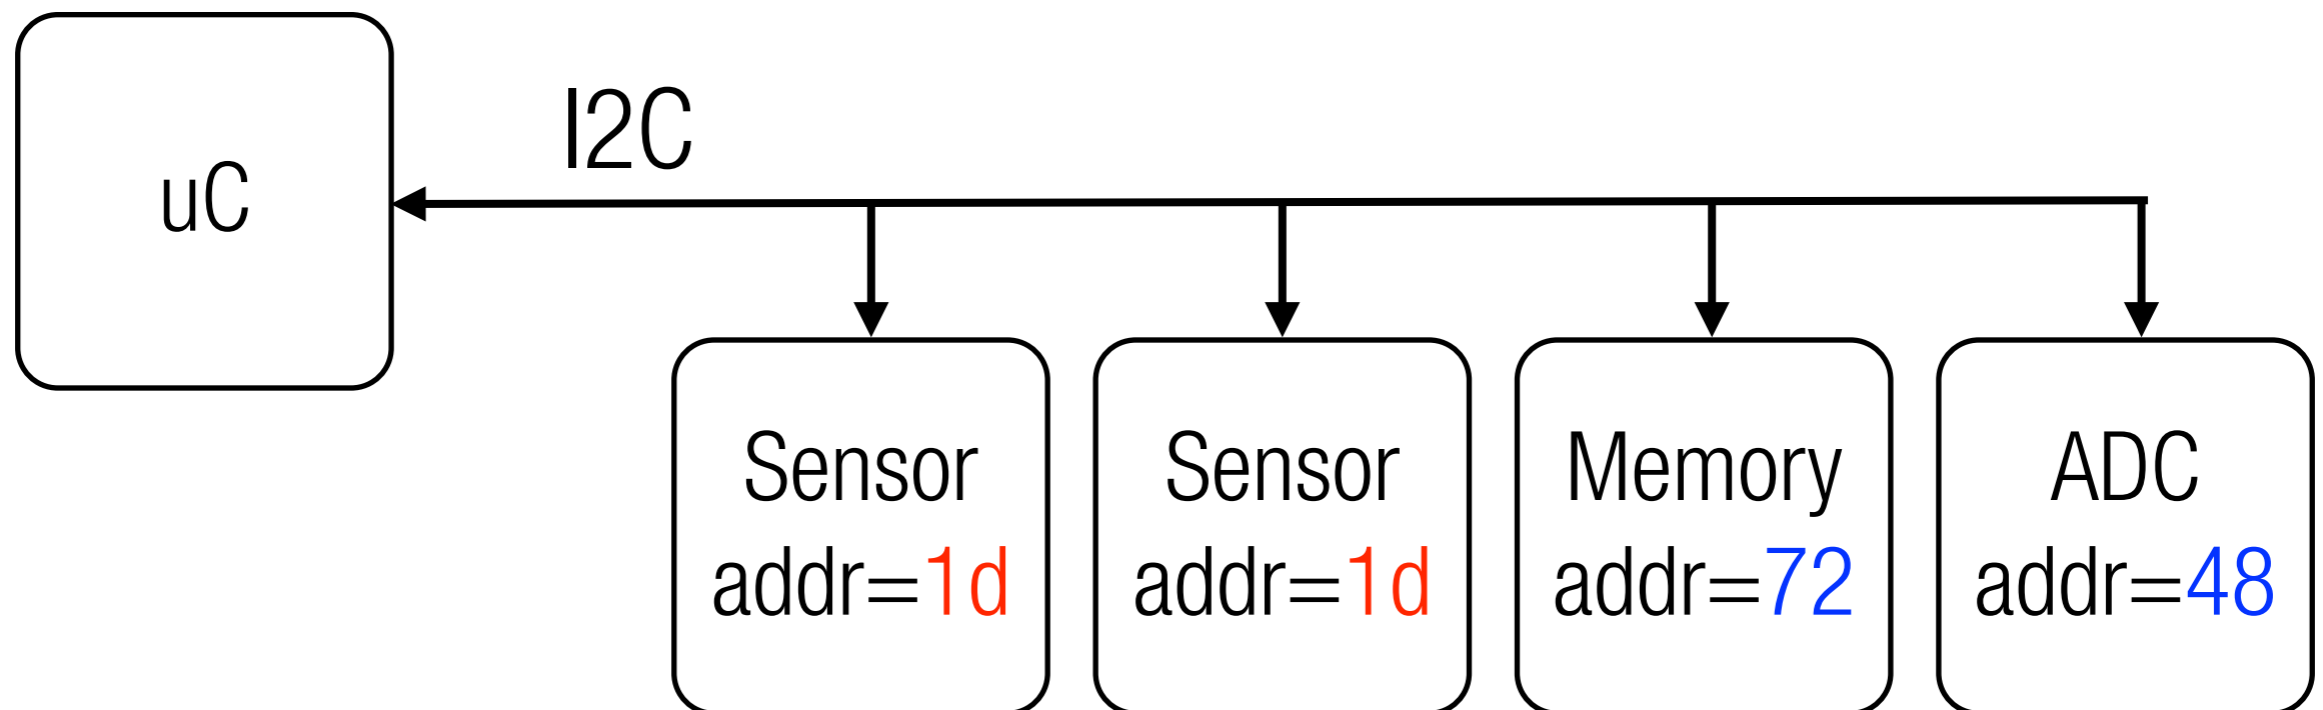 uC
I2C
Sensor
addr=1d
Sensor
addr=1d
Memory
addr=72
ADC
addr=48